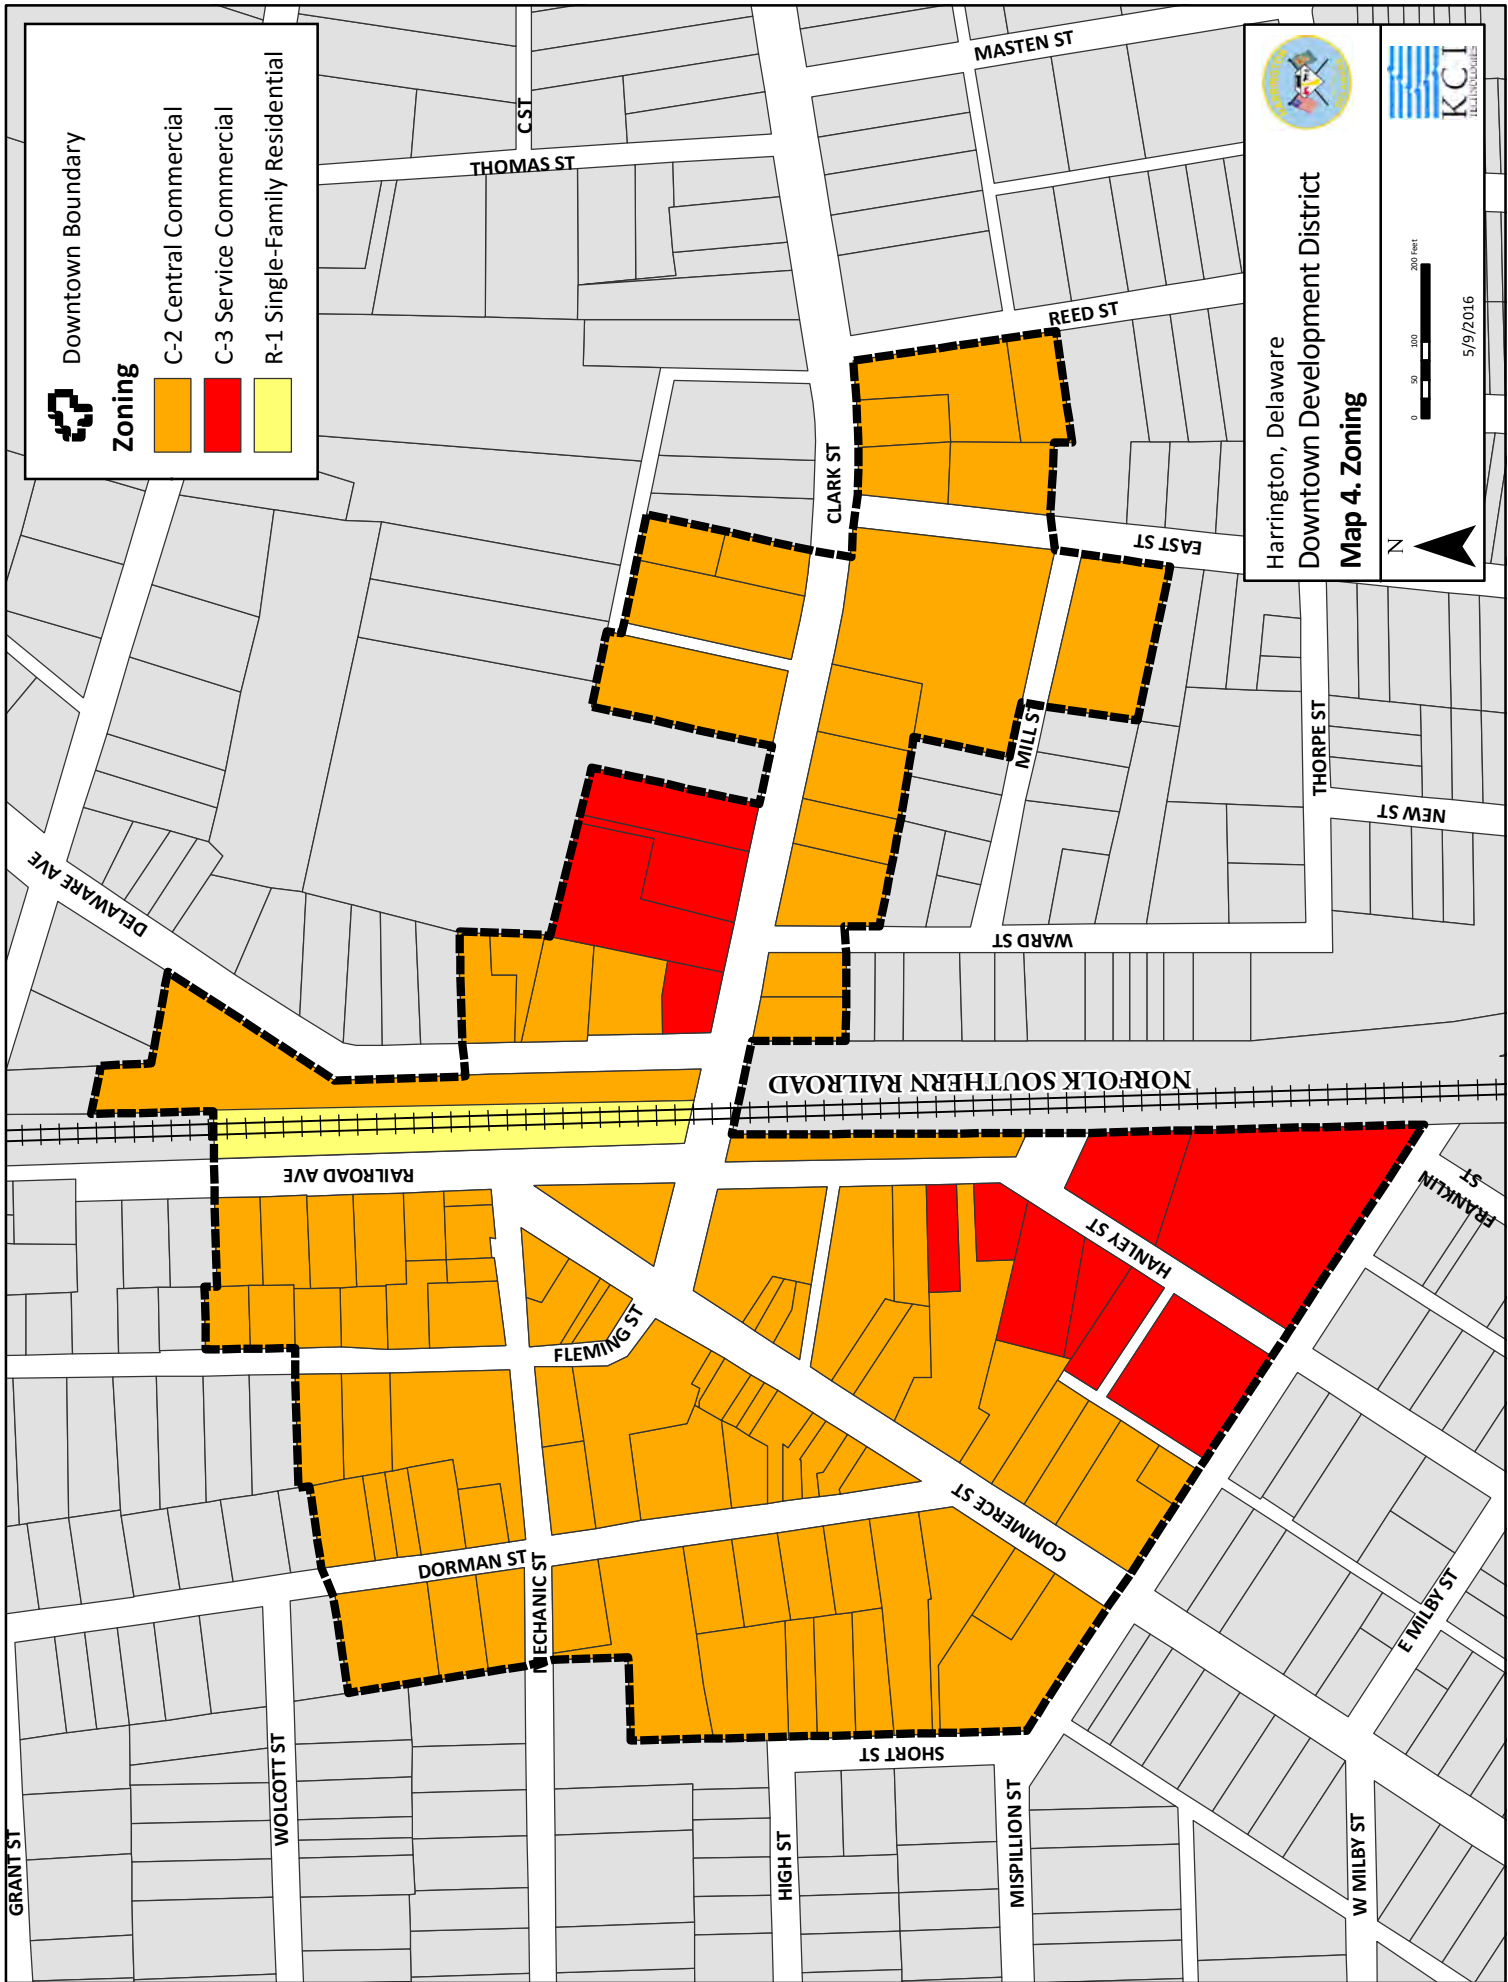 Downtown Boundary
Zoning
C-2 Central Commercial
C-3 Service Commercial
R-1 Single-Family Residential
C ST
THOMAS ST
MASTEN ST
REED ST
CLARK ST
EAST ST
MILL ST
THORPE ST
NEW ST
WARD ST
DELAWARE AVE
NORFOLK SOUTHERN RAILROAD
RAILROAD AVE
HANLEY ST
FRANKLIN ST
FLEMING ST
COMMERCE ST
DORMAN ST
MECHANIC ST
E MILBY ST
SHORT ST
WOLCOTT ST
GRANT ST
HIGH ST
MISPILLION ST
W MILBY ST
Harrington, Delaware
Downtown Development District
Map 4. Zoning
N
0 50 100 200 Feet
5/9/2016
KCI
TECHNOLOGIES